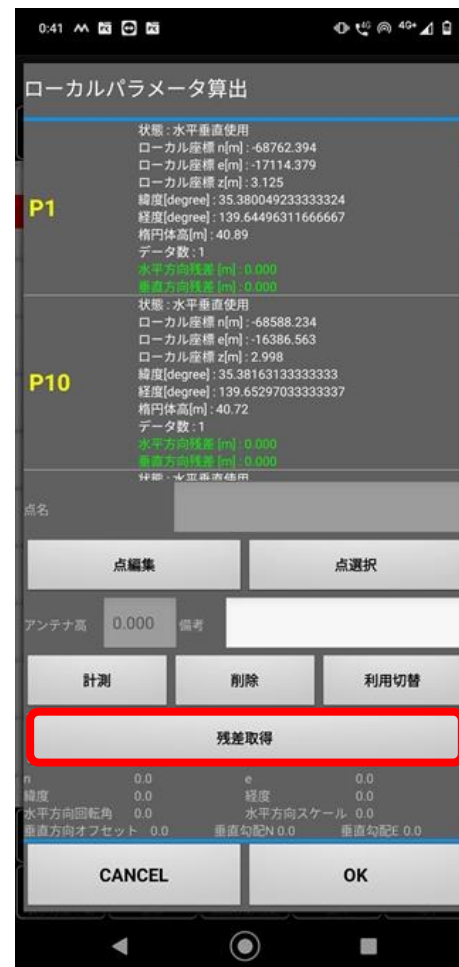 0:41
4G
4G+
ローカルパラメータ算出
状態 : 水平垂直使用
ローカル座標 n[m] : -68762.394
ローカル座標 e[m] : -17114.379
ローカル座標 z[m] : 3.125
P1
緯度[degree] : 35.380049233333324
経度[degree] : 139.64496311666667
楕円体高[m] : 40.89
データ数 : 1
水平方向残差 [m] : 0.000
垂直方向残差 [m] : 0.000
状態 : 水平垂直使用
ローカル座標 n[m] : -68588.234
ローカル座標 e[m] : -16386.563
ローカル座標 z[m] : 2.998
P10
緯度[degree] : 35.38163133333333
経度[degree] : 139.65297033333337
楕円体高[m] : 40.72
データ数 : 1
水平方向残差 [m] : 0.000
垂直方向残差 [m] : 0.000
状態 : 水平垂直使用
点名
点編集 点選択
アンテナ高 0.000 備考
計測 削除 利用切替
残差取得
n 0.0 e 0.0
緯度 0.0 経度 0.0
水平方向回転角 0.0 水平方向スケール 0.0
垂直方向オフセット 0.0 垂直勾配N 0.0 垂直勾配E 0.0
CANCEL OK